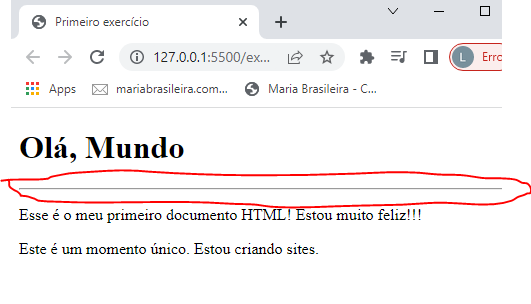 Primeiro exercício
127.0.0.1:5500/ex...
L Erro
Apps mariabrasileira.com... Maria Brasileira - C...
Olá, Mundo
Esse é o meu primeiro documento HTML! Estou muito feliz!!!
Este é um momento único. Estou criando sites.